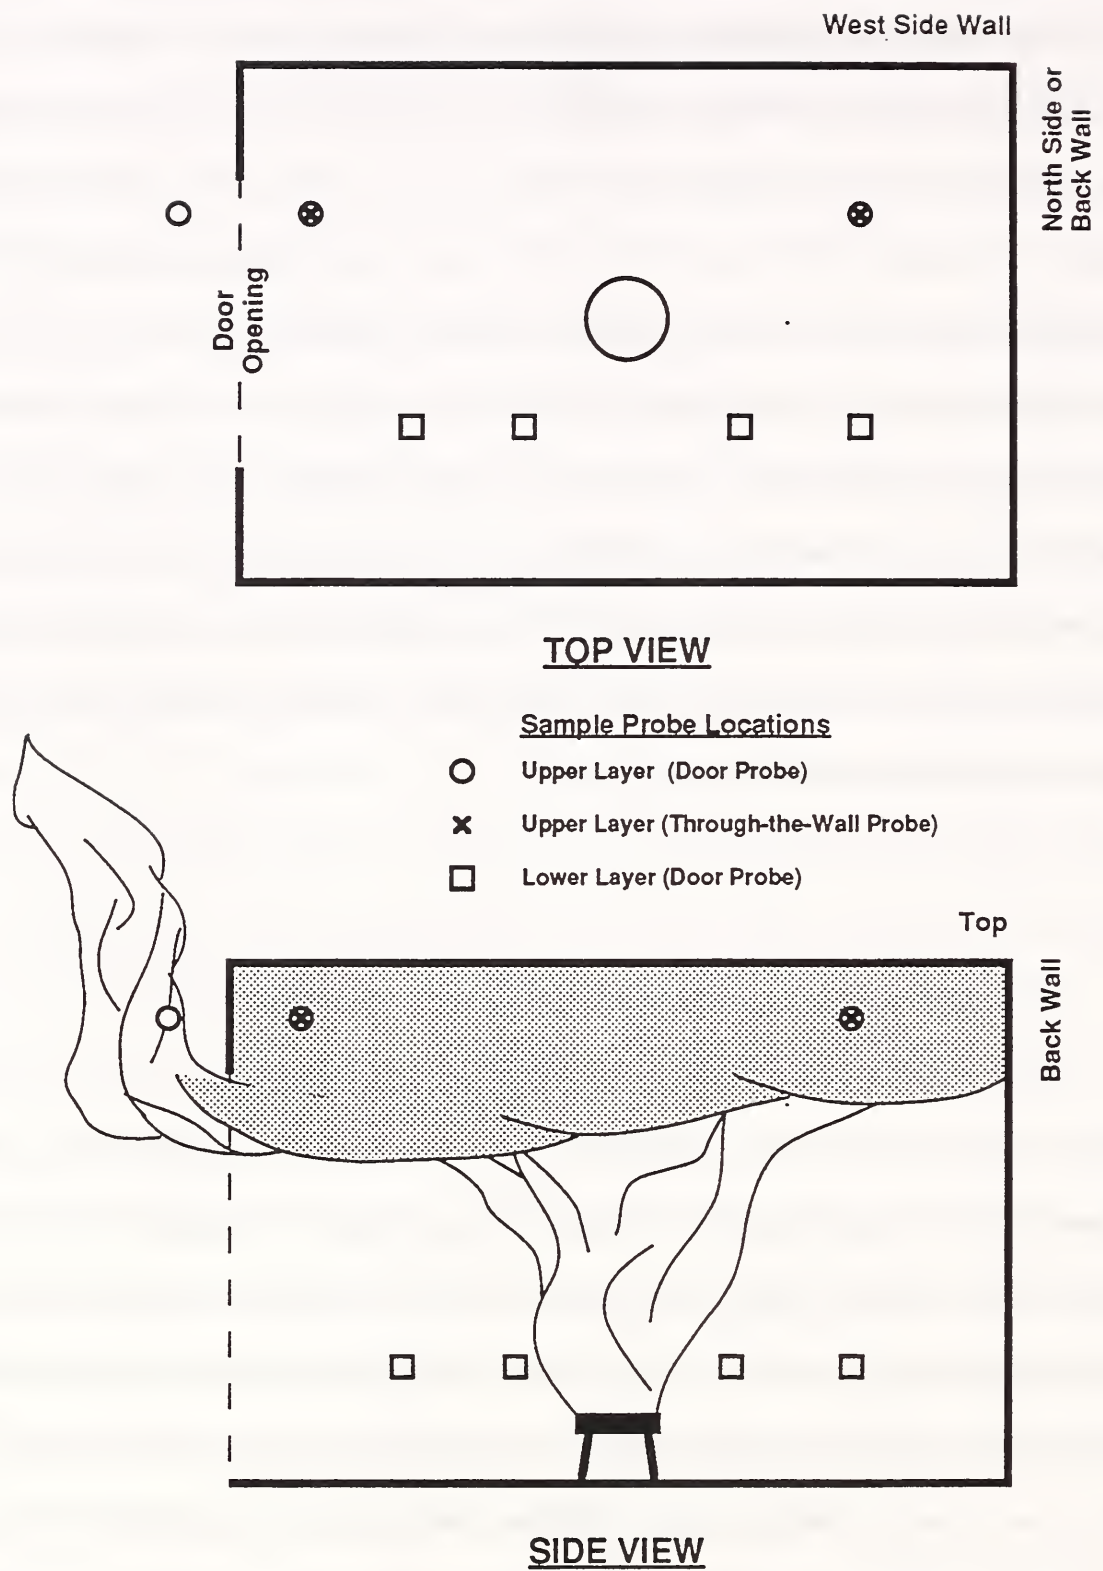 West Side Wall
North Side or
Back Wall
Door
Opening
TOP VIEW
Sample Probe Locations
Upper Layer (Door Probe)
Upper Layer (Through-the-Wall Probe)
Lower Layer (Door Probe)
Top
Back Wall
SIDE VIEW